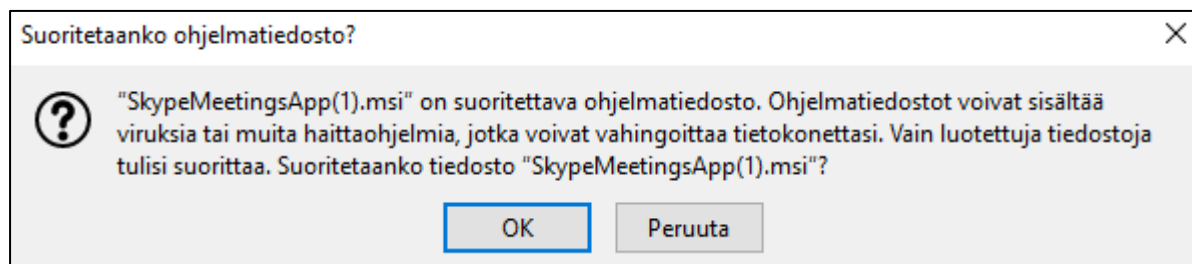 Suoritetaanko ohjelmatiedosto?
“SkypeMeetingsApp(1).msi” on suoritettava ohjelmatiedosto. Ohjelmatiedostot voivat sisältää
viruksia tai muita haittaohjelmia, jotka voivat vahingoittaa tietokonettasi. Vain luotettuja tiedostoja
tulisi suorittaa. Suoritetaanko tiedosto “SkypeMeetingsApp(1).msi”?
OK Peruuta